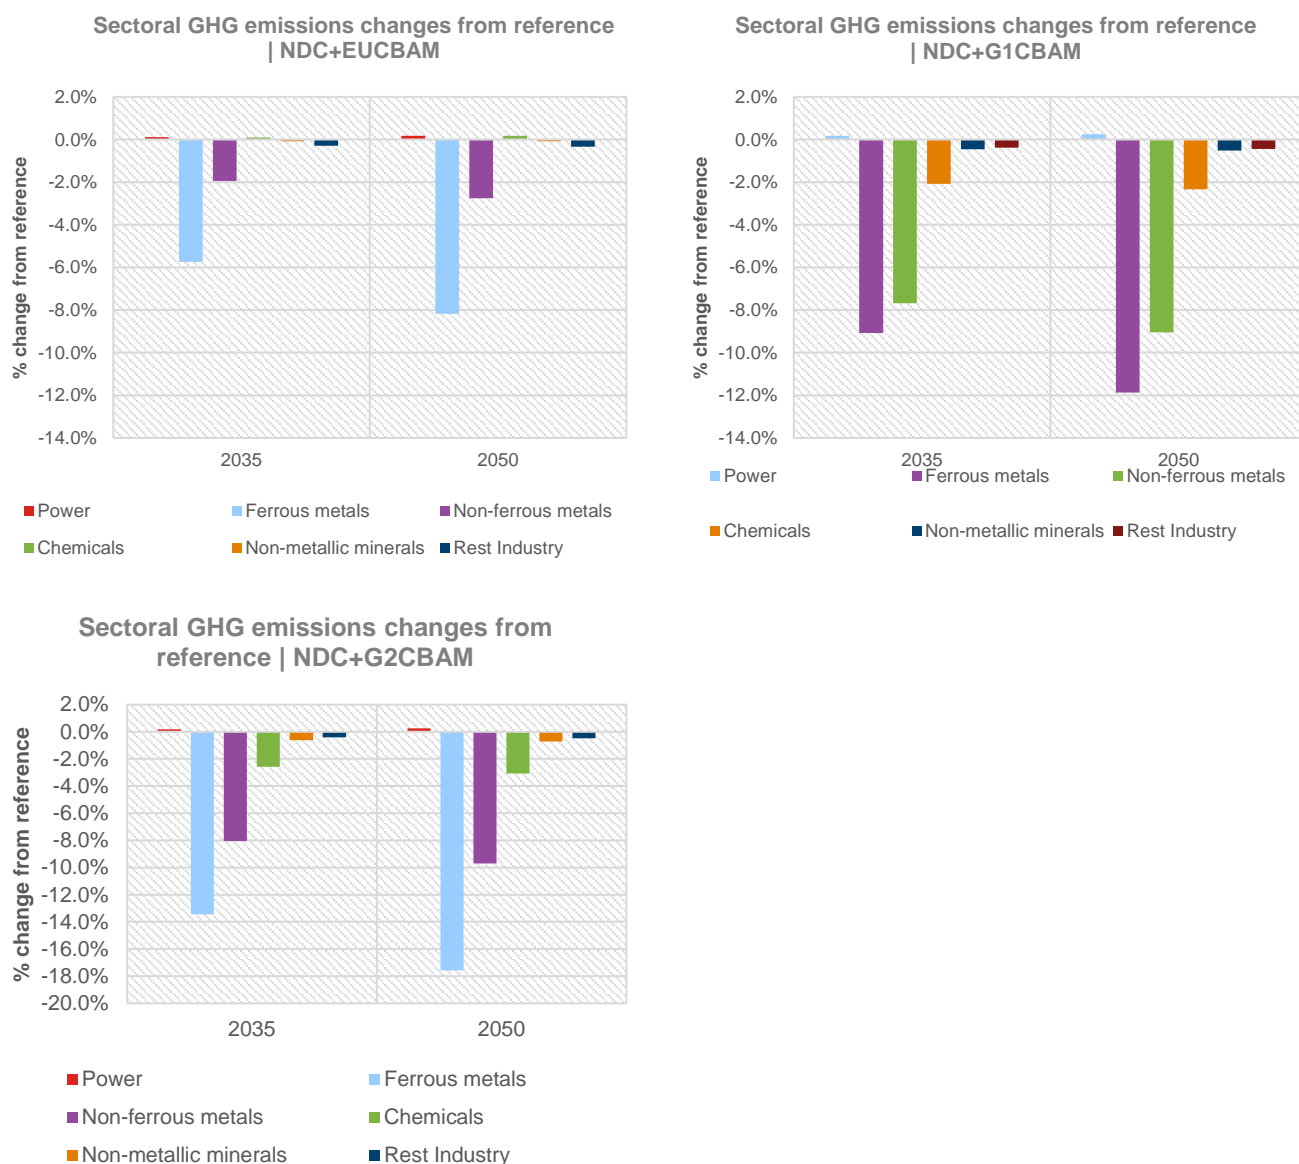 Sectoral GHG emissions changes from reference
| NDC+EUCBAM
% change from reference
2.0%
0.0%
-2.0%
-4.0%
-6.0%
-8.0%
-10.0%
-12.0%
-14.0%
2035 2050
Power Ferrous metals Non-ferrous metals
Chemicals Non-metallic minerals Rest Industry
Sectoral GHG emissions changes from reference
| NDC+G1CBAM
% change from reference
2.0%
0.0%
-2.0%
-4.0%
-6.0%
-8.0%
-10.0%
-12.0%
-14.0%
2035 2050
Power Ferrous metals Non-ferrous metals
Chemicals Non-metallic minerals Rest Industry
Sectoral GHG emissions changes from
reference | NDC+G2CBAM
% change from reference
2.0%
0.0%
-2.0%
-4.0%
-6.0%
-8.0%
-10.0%
-12.0%
-14.0%
-16.0%
-18.0%
-20.0%
2035 2050
Power Ferrous metals
Non-ferrous metals Chemicals
Non-metallic minerals Rest Industry